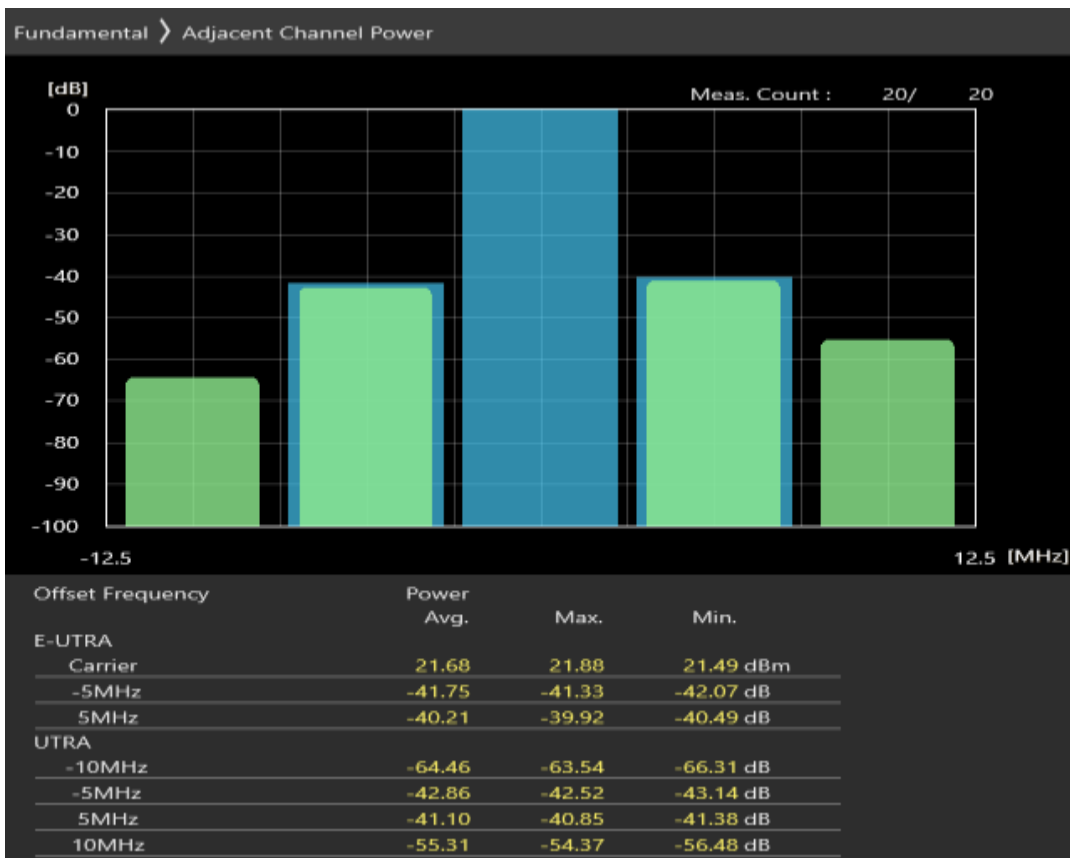 Fundamental ❯ Adjacent Channel Power
[dB]
Meas. Count : 20/ 20
0
-10
-20
-30
-40
-50
-60
-70
-80
-90
-100
-12.5 12.5 [MHz]
Offset Frequency Power
Avg. Max. Min.
E-UTRA
Carrier 21.68 21.88 21.49 dBm
-5MHz -41.75 -41.33 -42.07 dB
5MHz -40.21 -39.92 -40.49 dB
UTRA
-10MHz -64.46 -63.54 -66.31 dB
-5MHz -42.86 -42.52 -43.14 dB
5MHz -41.10 -40.85 -41.38 dB
10MHz -55.31 -54.37 -56.48 dB